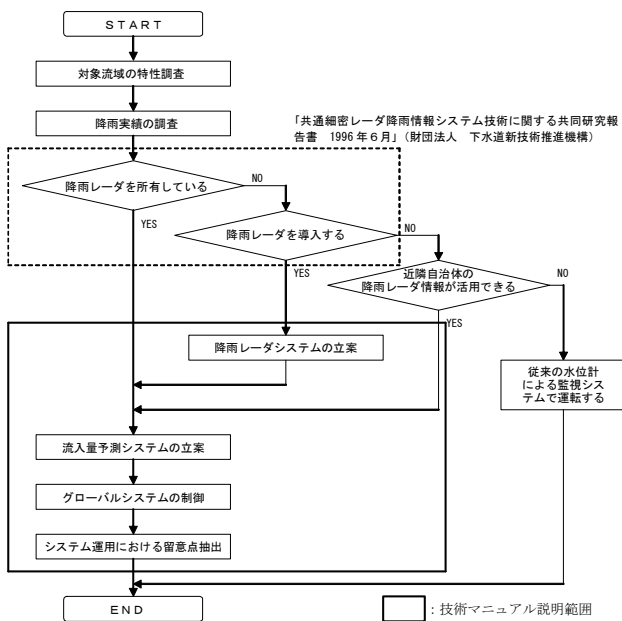 ＳＴＡＲＴ
対象流域の特性調査
降雨実績の調査
「共通細密レーダ降雨情報システム技術に関する共同研究報
告書　1996年６月」（財団法人　下水道新技術推進機構）
降雨レーダを所有している
NO
YES
降雨レーダを導入する
NO
YES
近隣自治体の
降雨レーダ情報が活用できる
NO
YES
降雨レーダシステムの立案
従来の水位計
による監視シス
テムで運転する
流入量予測システムの立案
グローバルシステムの制御
システム運用における留意点抽出
ＥＮＤ
：技術マニュアル説明範囲